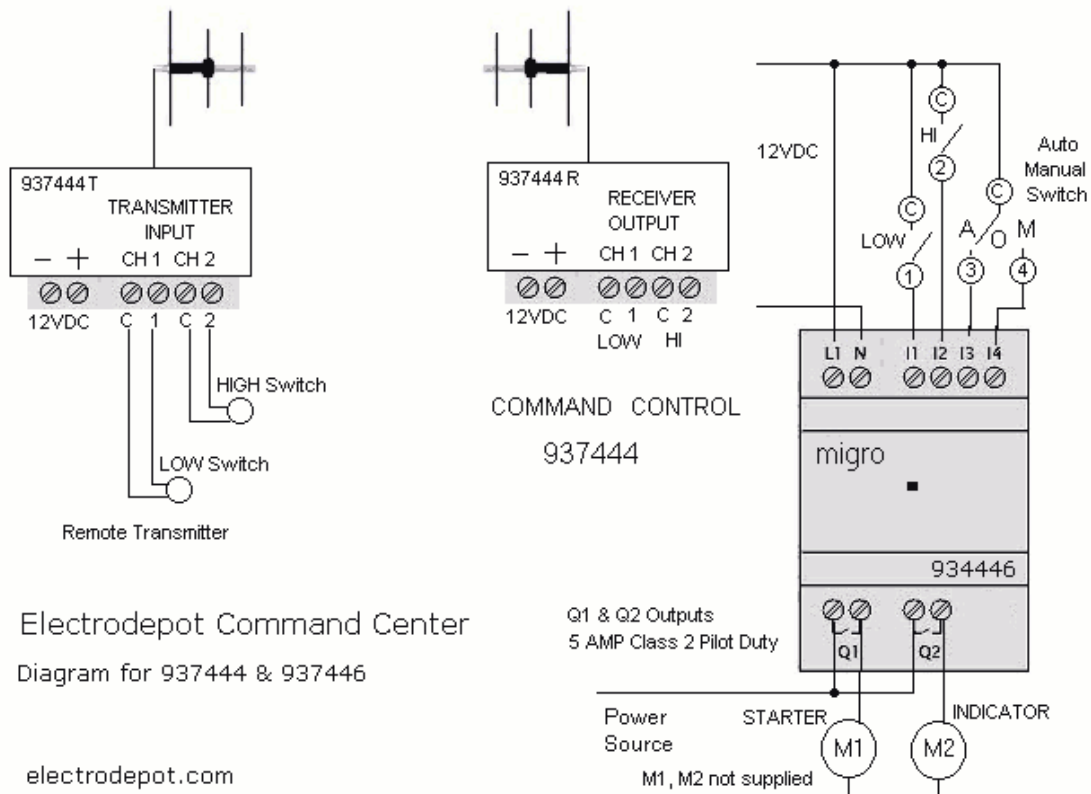 937444T
TRANSMITTER
INPUT
− + CH 1 CH 2
12VDC C 1 C 2
HIGH Switch
LOW Switch
Remote Transmitter
937444R
RECEIVER
OUTPUT
− + CH 1 CH 2
12VDC C 1 C 2
LOW HI
COMMAND CONTROL
937444
12VDC
C
HI
2
C
LOW
1
Auto
Manual
Switch
C
A O M
3 4
L1 N I1 I2 I3 I4
migro
934446
Q1 Q2
Q1 & Q2 Outputs
5 AMP Class 2 Pilot Duty
Power
Source
STARTER
M1
INDICATOR
M2
M1, M2 not supplied
Electrodepot Command Center
Diagram for 937444 & 937446
electrodepot.com